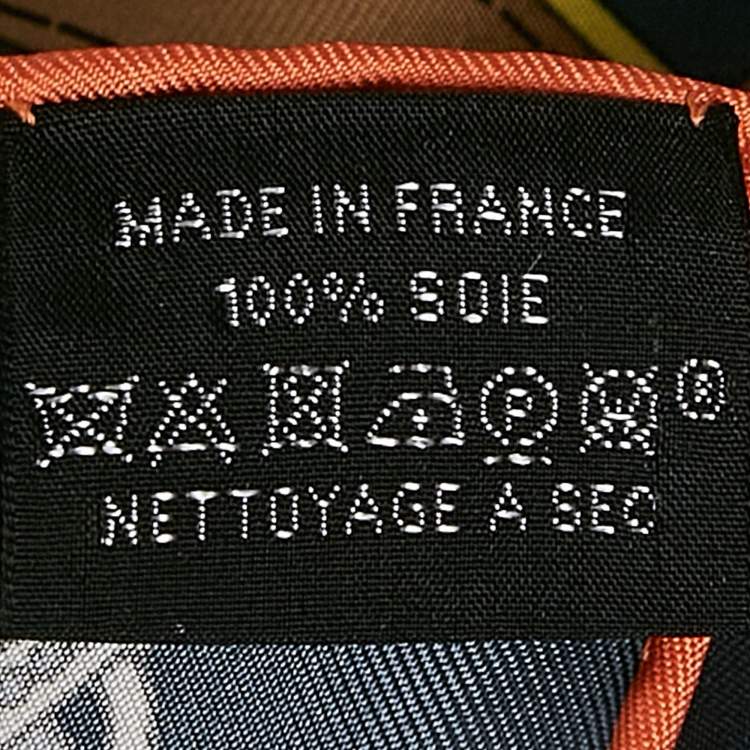 MADE IN FRANCE
100% SOIE
P W ®
NETTOYAGE A SEC